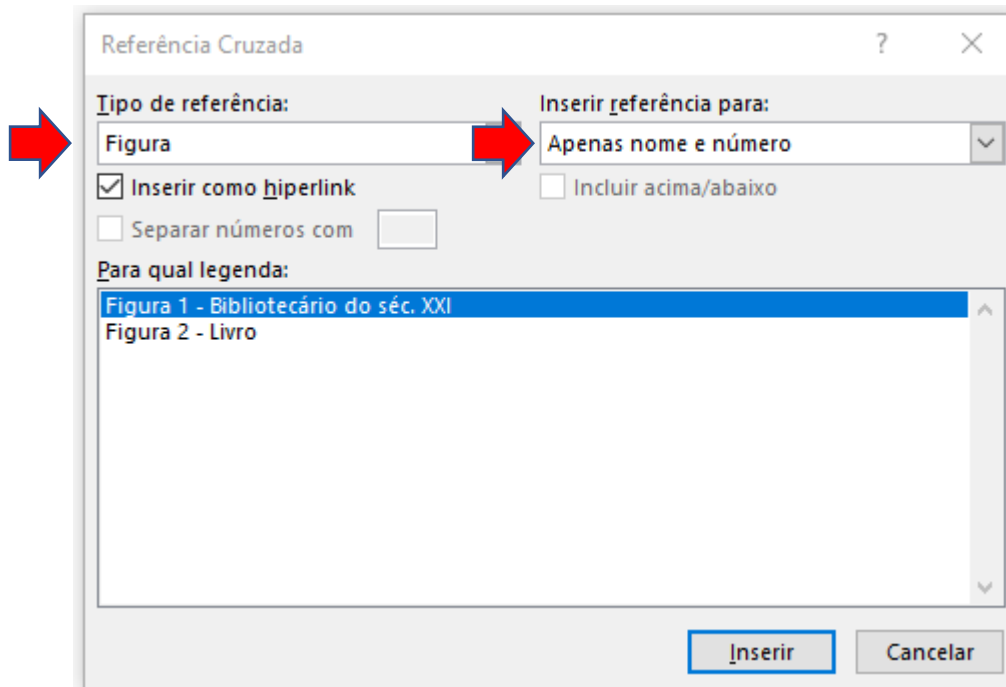 Referência Cruzada ?
Tipo de referência:
Inserir referência para:
Figura
Apenas nome e número
Inserir como hiperlink
Incluir acima/abaixo
Separar números com
Para qual legenda:
Figura 1 - Bibliotecário do séc. XXI
Figura 2 - Livro
Inserir
Cancelar